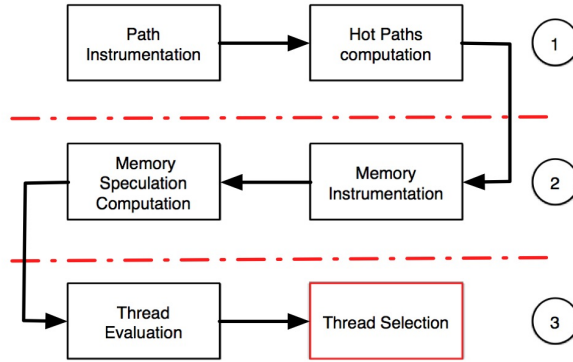 Path
Instrumentation
Hot Paths
computation
1
Memory
Speculation
Computation
Memory
Instrumentation
2
Thread
Evaluation
Thread Selection
3